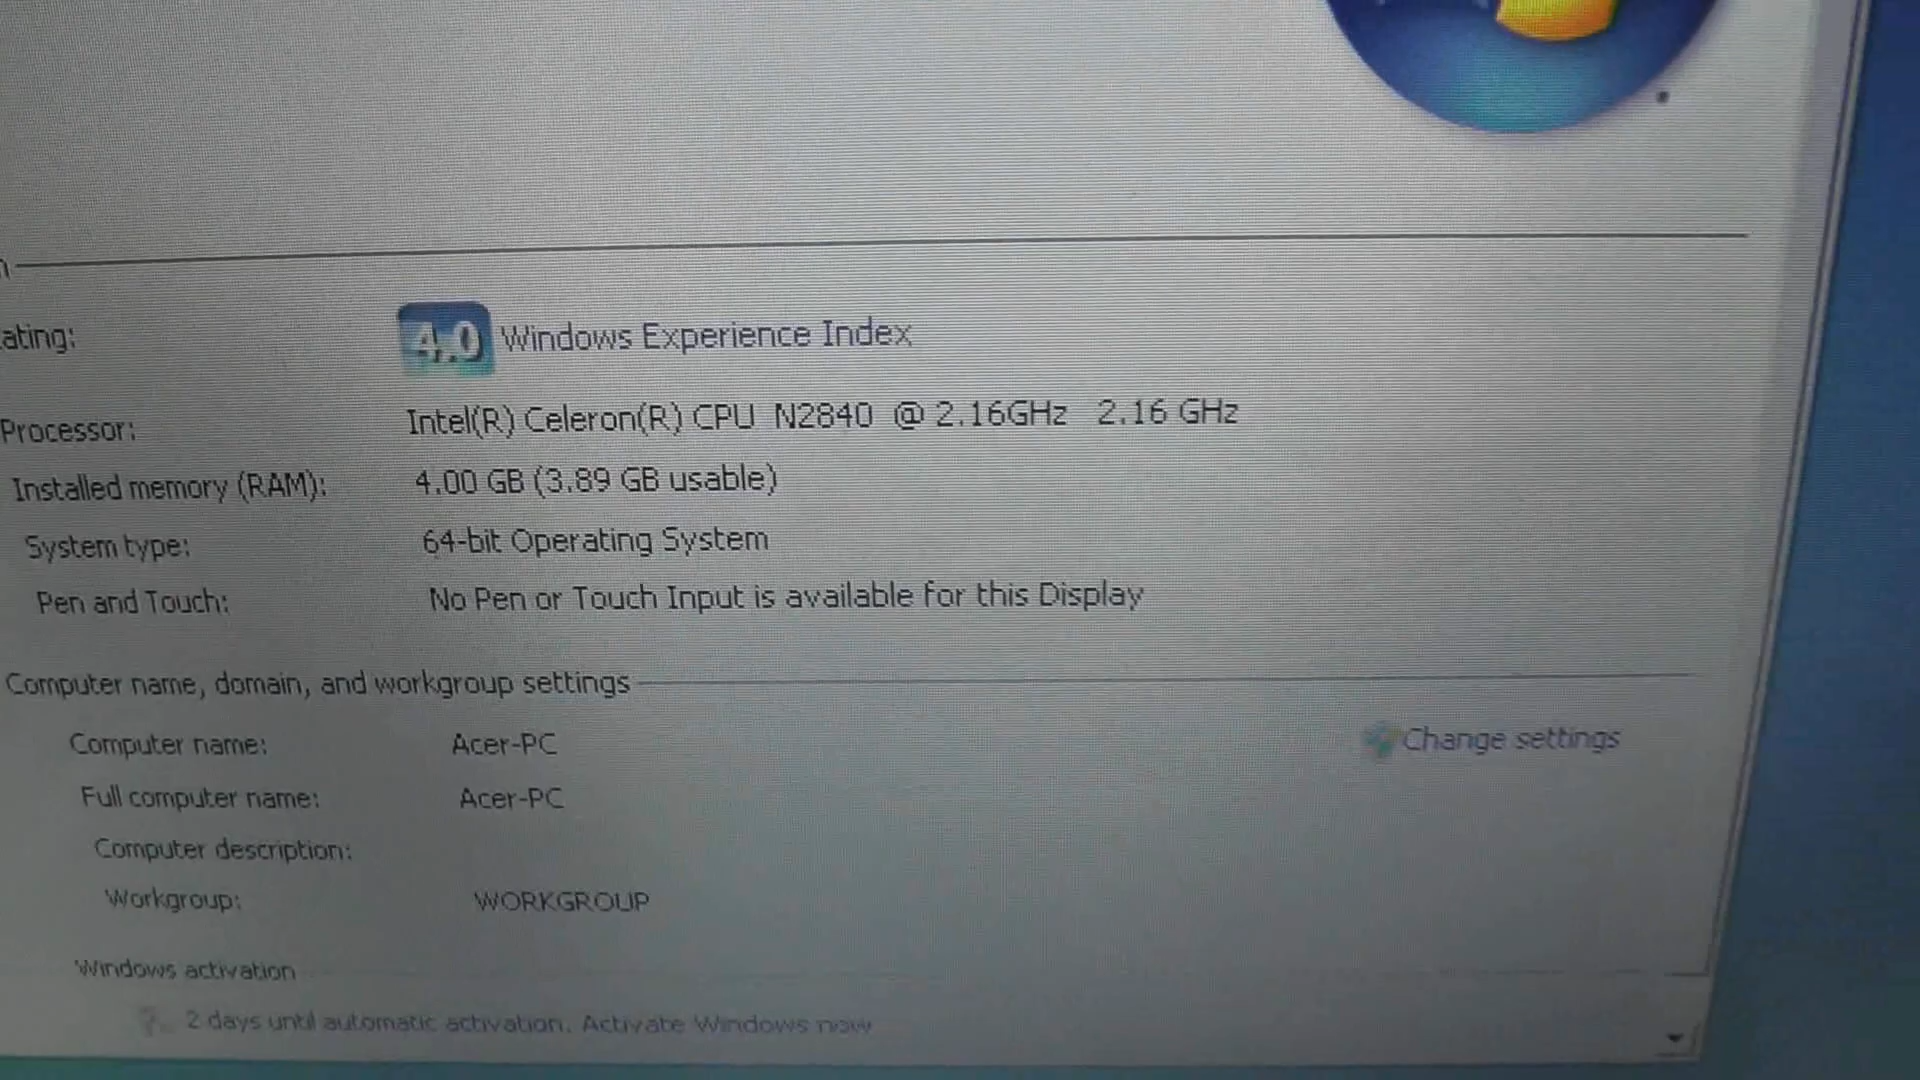 ating:
4.0 Windows Experience Index
Processor: Intel(R) Celeron(R) CPU N2840 @ 2.16GHz 2.16 GHz
Installed memory (RAM): 4.00 GB (3.89 GB usable)
System type: 64-bit Operating System
Pen and Touch: No Pen or Touch Input is available for this Display
Computer name, domain, and workgroup settings
Computer name: Acer-PC
Change settings
Full computer name: Acer-PC
Computer description:
Workgroup: WORKGROUP
Windows activation
2 days until automatic activation. Activate Windows now